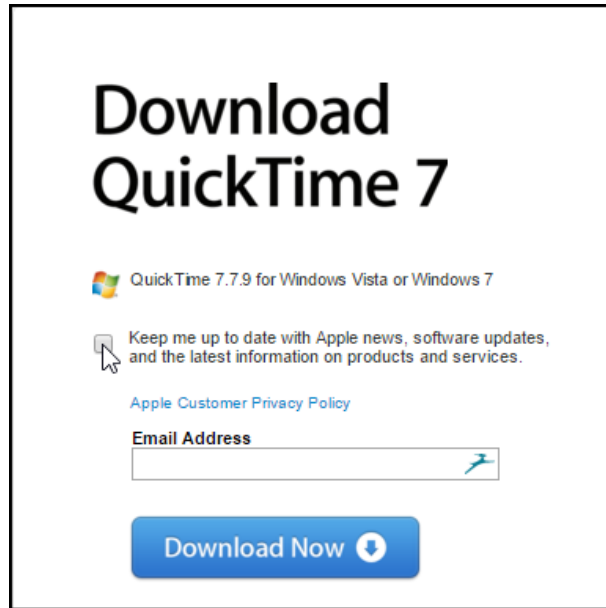 Download
QuickTime 7
QuickTime 7.7.9 for Windows Vista or Windows 7
Keep me up to date with Apple news, software updates,
and the latest information on products and services.
Apple Customer Privacy Policy
Email Address
Download Now